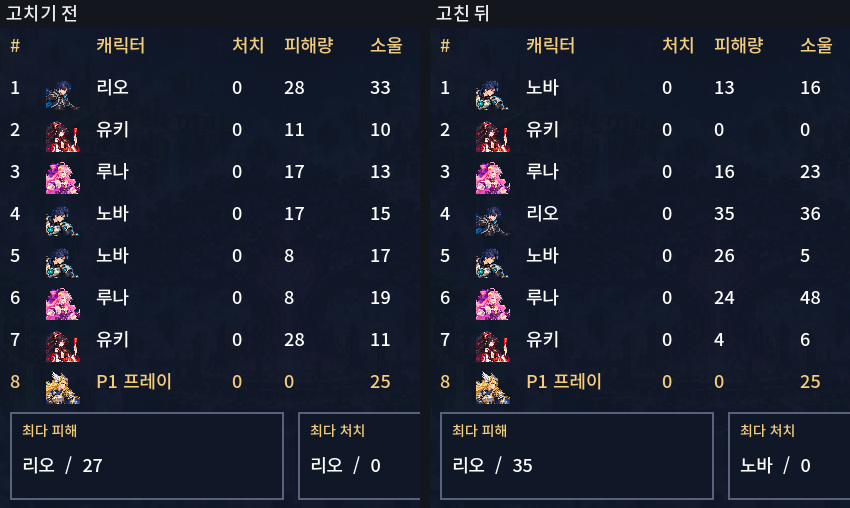 고치기 전
# 캐릭터 처치 피해량 소울
1 리오 0 28 33
2 유키 0 11 10
3 루나 0 17 13
4 노바 0 17 15
5 노바 0 8 17
6 루나 0 8 19
7 유키 0 28 11
8 P1 프레이 0 0 25
최다 피해
리오 / 27
최다 처치
리오 / 0
고친 뒤
# 캐릭터 처치 피해량 소울
1 노바 0 13 16
2 유키 0 0 0
3 루나 0 16 23
4 리오 0 35 36
5 노바 0 26 5
6 루나 0 24 48
7 유키 0 4 6
8 P1 프레이 0 0 25
최다 피해
리오 / 35
최다 처치
노바 / 0